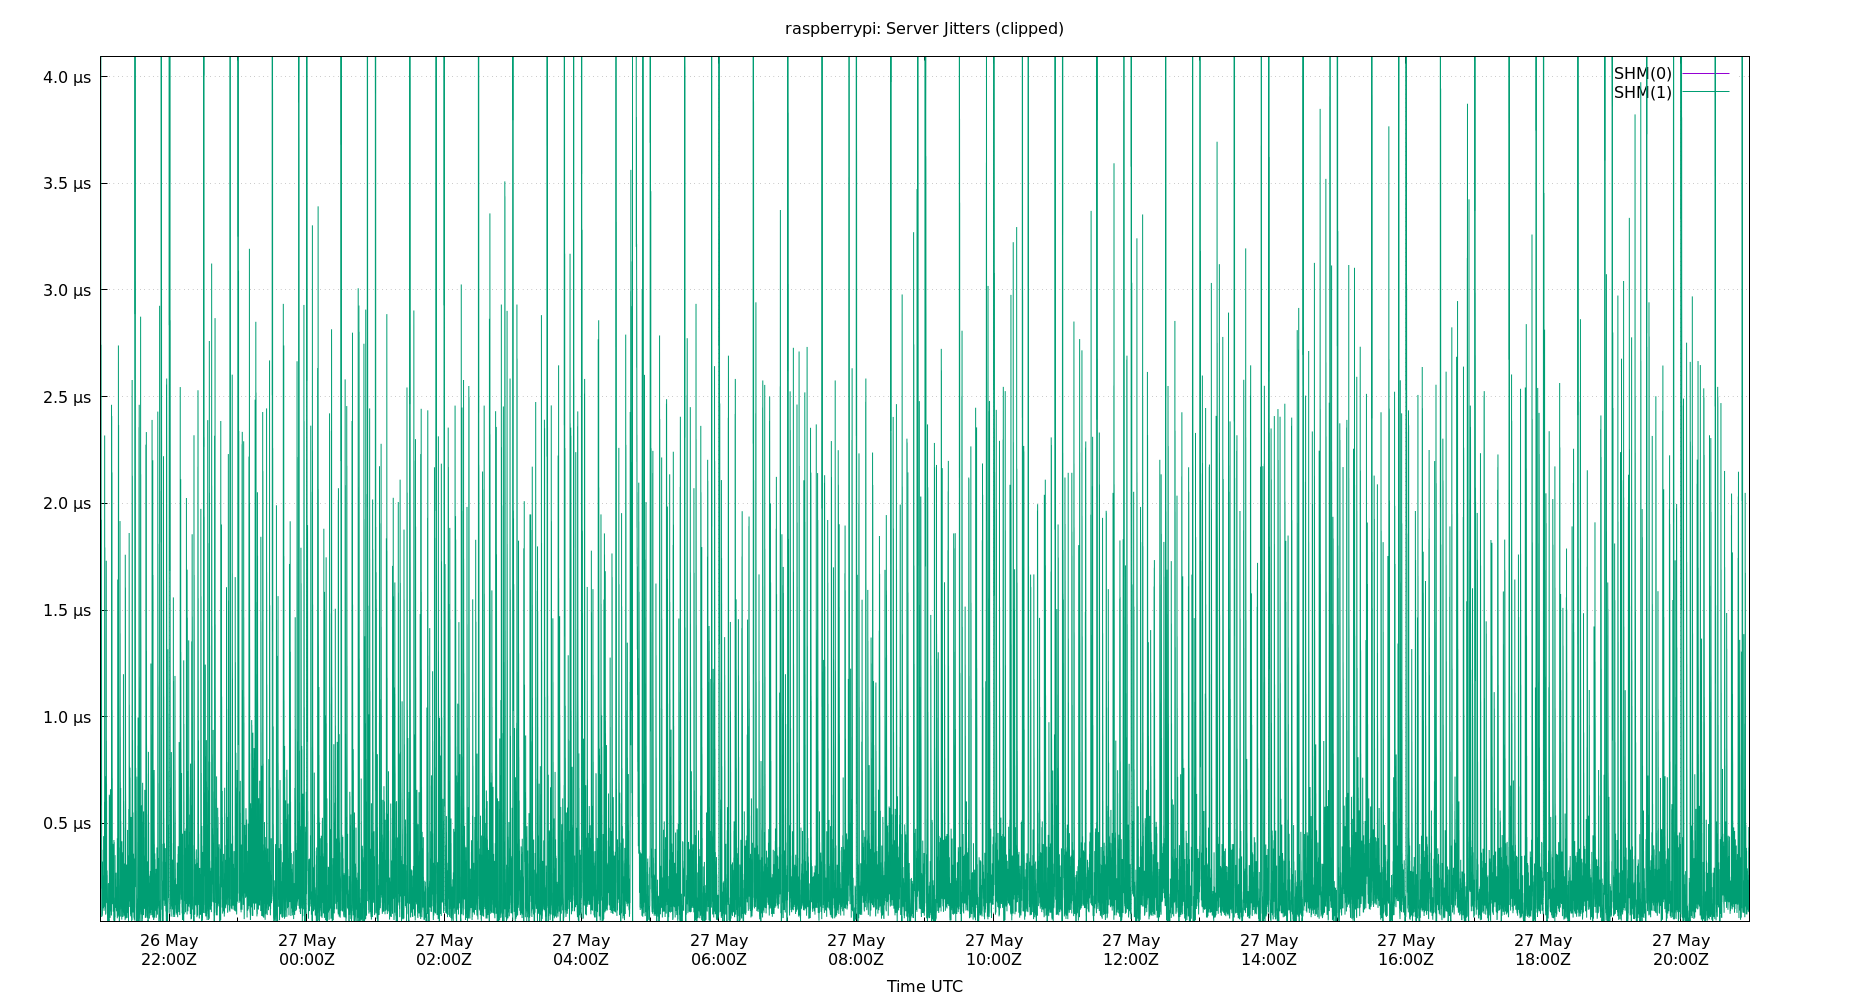 raspberrypi: Server Jitters (clipped)
SHM(0)
SHM(1)
4.0 µs
3.5 µs
3.0 µs
2.5 µs
2.0 µs
1.5 µs
1.0 µs
0.5 µs
26 May 27 May 27 May 27 May 27 May 27 May 27 May 27 May 27 May 27 May 27 May 27 May
22:00Z 00:00Z 02:00Z 04:00Z 06:00Z 08:00Z 10:00Z 12:00Z 14:00Z 16:00Z 18:00Z 20:00Z
Time UTC